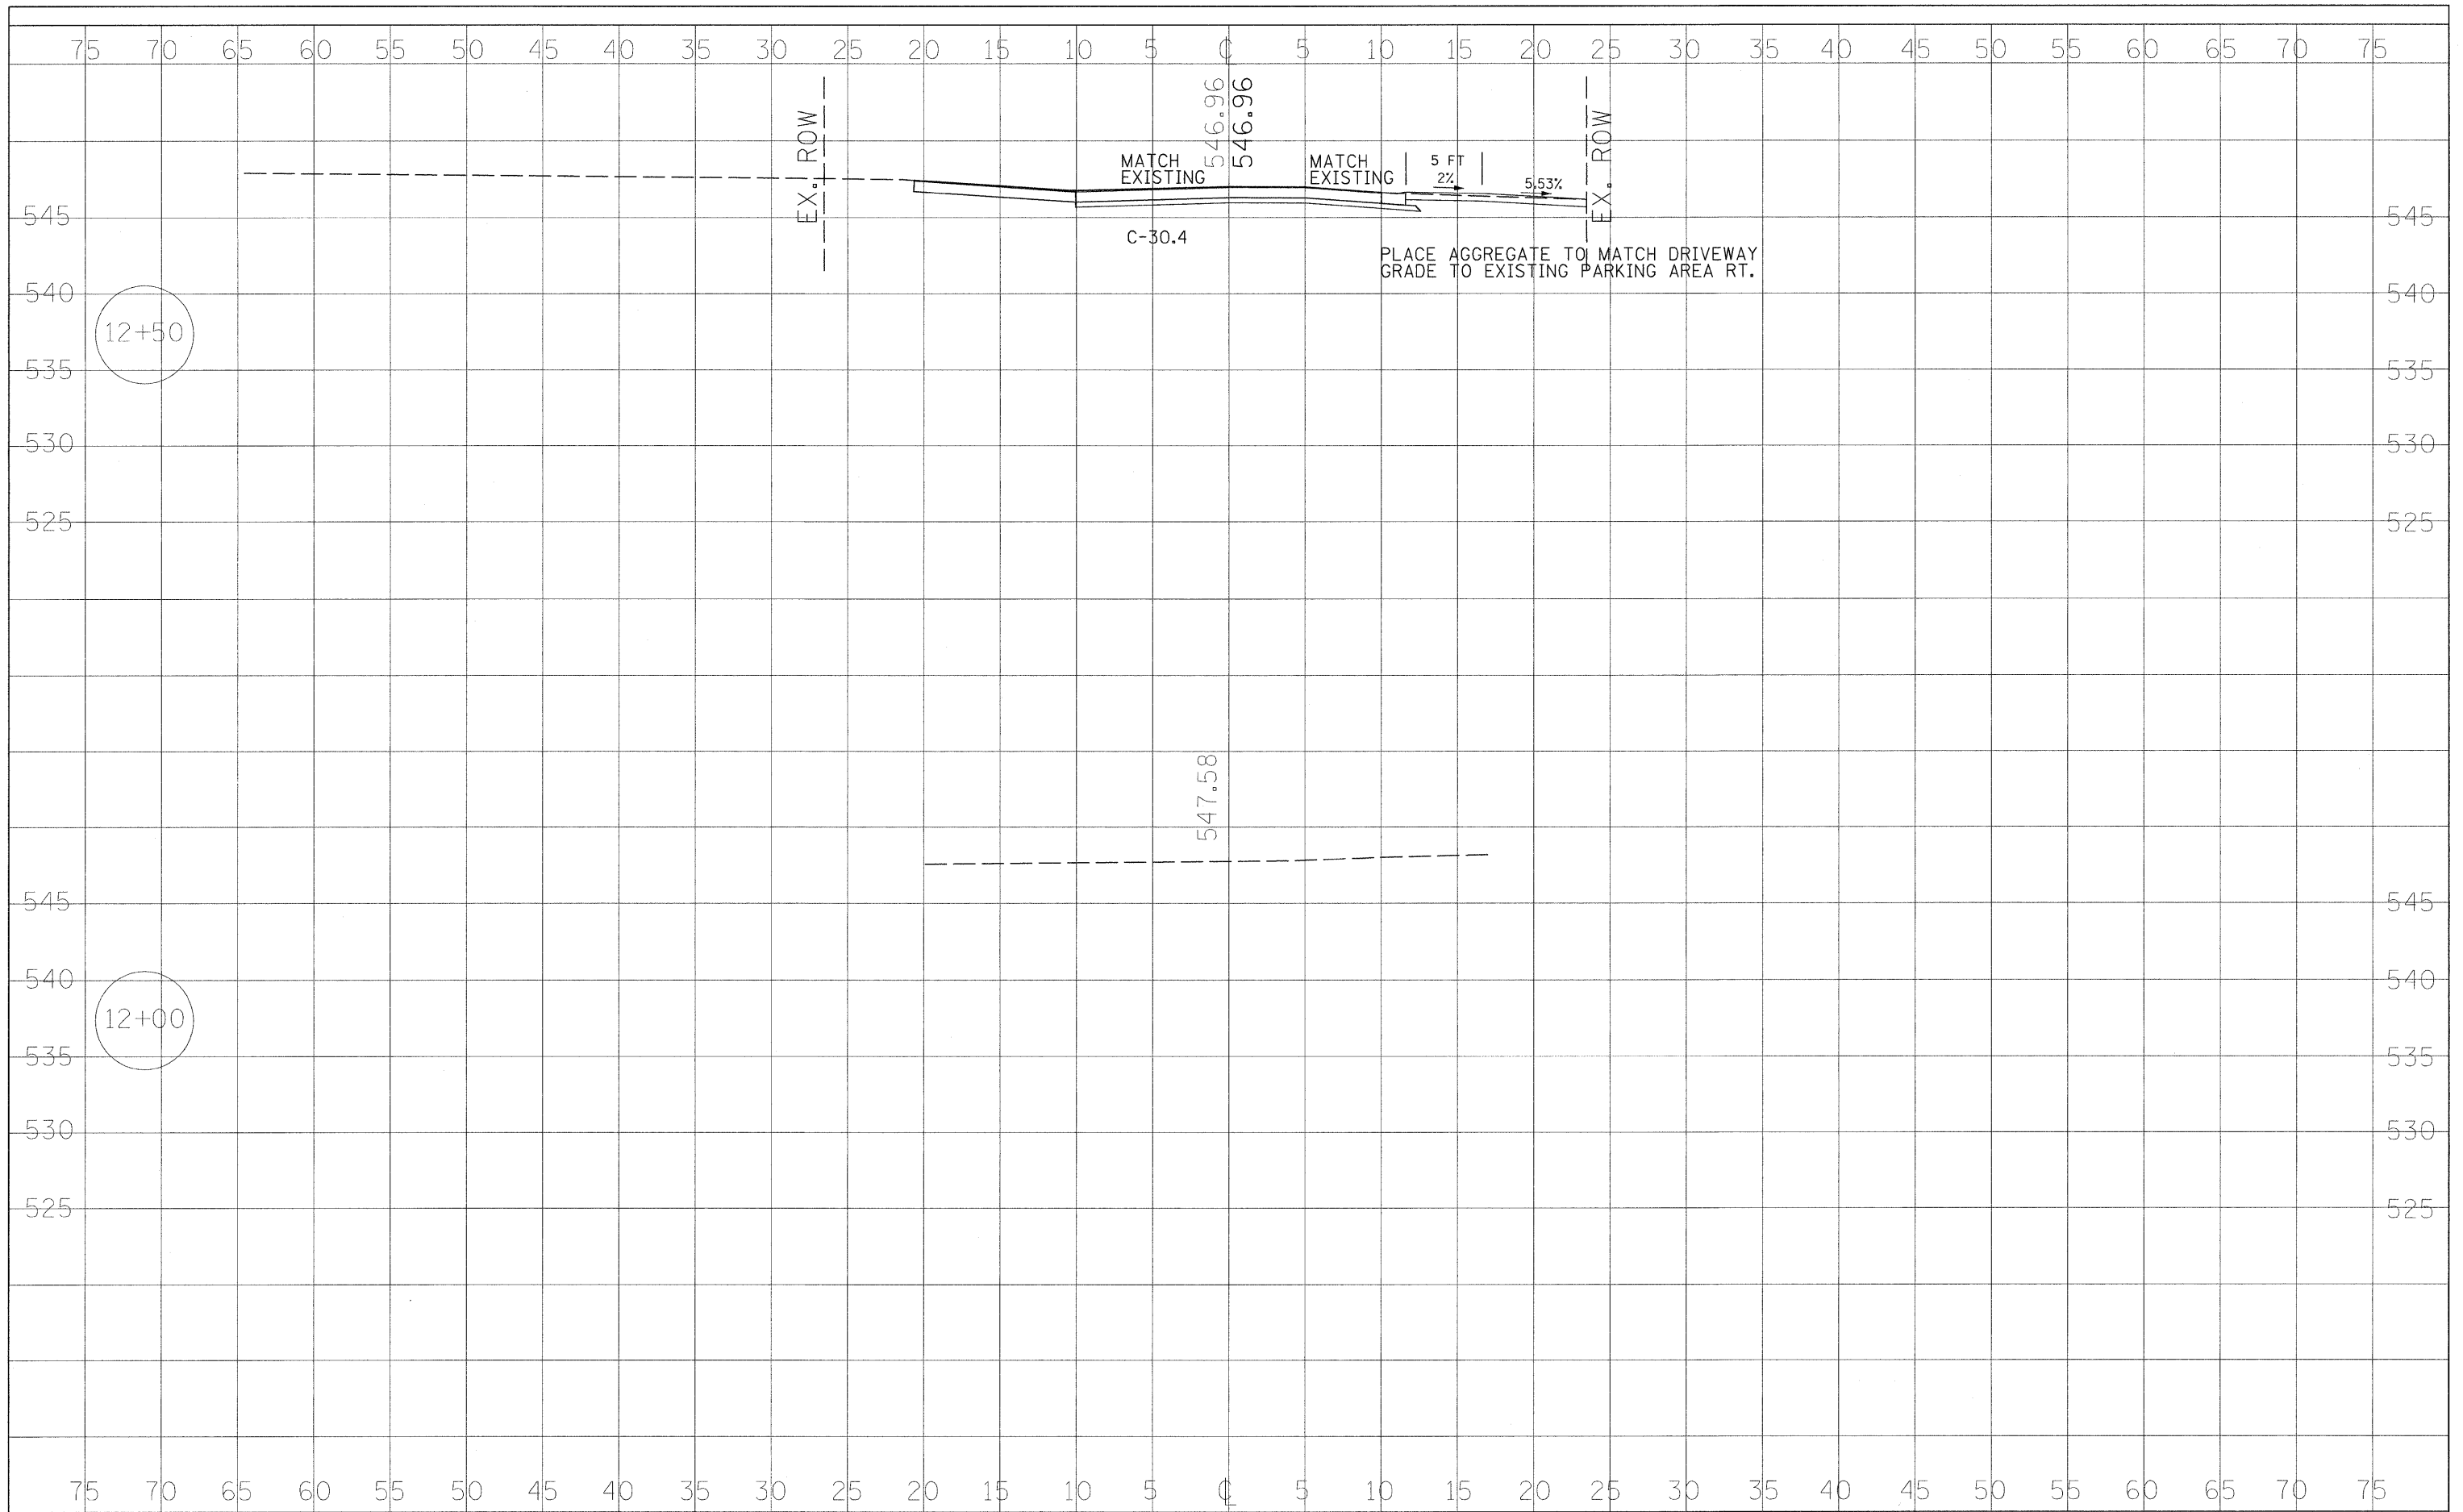 75 70 65 60 55 50 45 40 35 30 25 20 15 10 5 ℄ 5 10 15 20 25 30 35 40 45 50 55 60 65 70 75
546.96
546.96
EX. ROW
EX. ROW
MATCH
EXISTING
MATCH
EXISTING
5 FT
2%
5.53%
545 545
C-30.4
PLACE AGGREGATE TO MATCH DRIVEWAY
GRADE TO EXISTING PARKING AREA RT.
540 540
12+50
535 535
530 530
525 525
547.58
545 545
540 540
12+00
535 535
530 530
525 525
75 70 65 60 55 50 45 40 35 30 25 20 15 10 5 ℄ 5 10 15 20 25 30 35 40 45 50 55 60 65 70 75